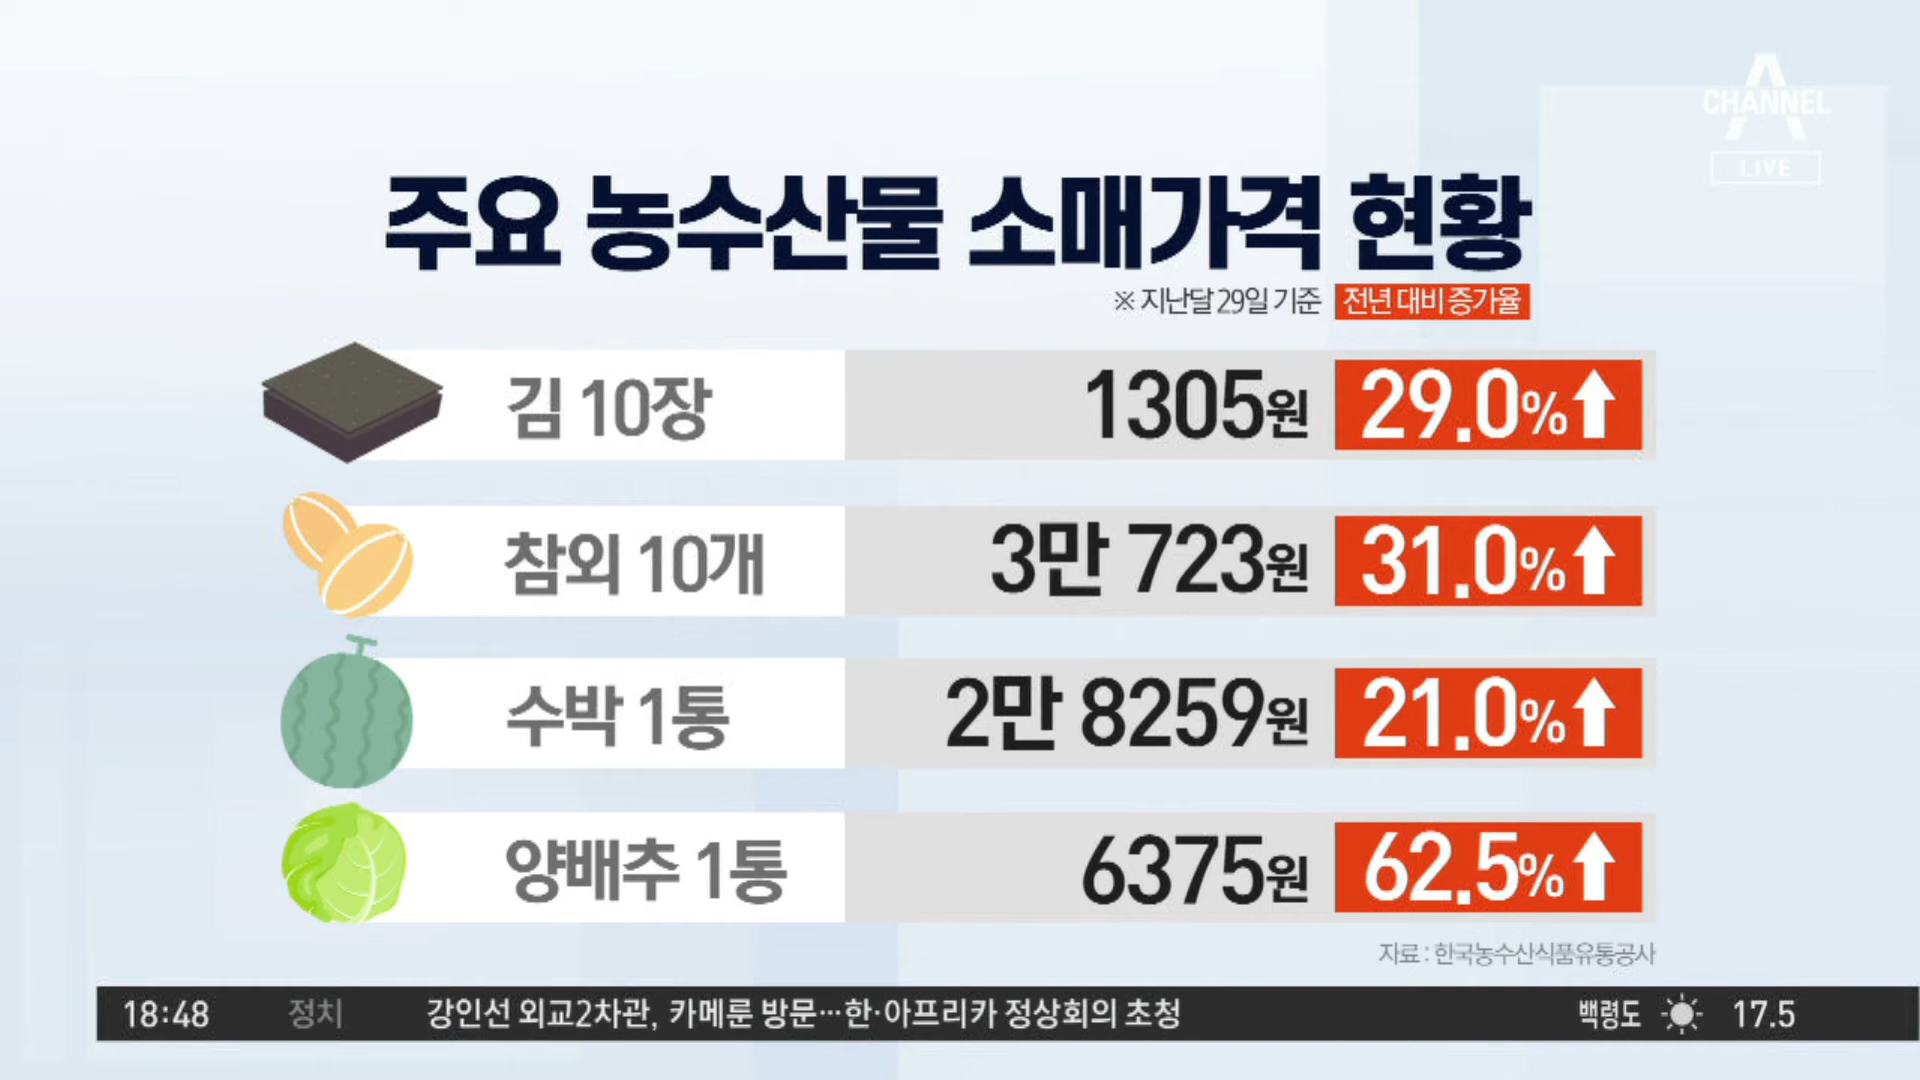 CHANNEL A
LIVE
주요 농수산물 소매가격 현황
※ 지난달 29일 기준 전년 대비 증가율
김 10장 1305원 29.0%
참외 10개 3만 723원 31.0%
수박 1통 2만 8259원 21.0%
양배추 1통 6375원 62.5%
자료 : 한국농수산식품유통공사
18:48 정치 강인선 외교2차관, 카메룬 방문…한·아프리카 정상회의 초청 백령도 17.5